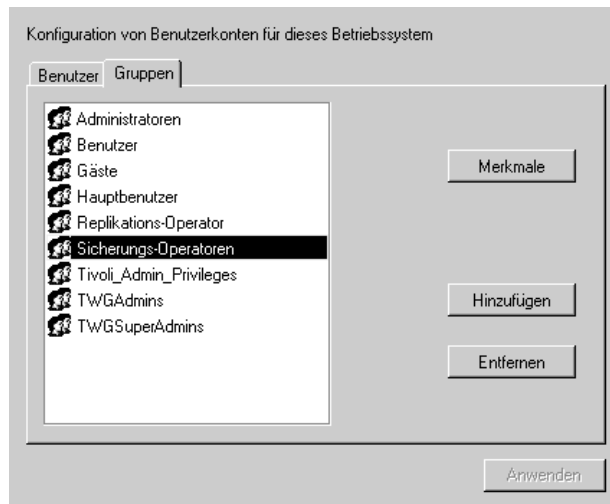 Konfiguration von Benutzerkonten für dieses Betriebssystem
Benutzer Gruppen
Administratoren
Benutzer
Gäste
Hauptbenutzer
Replikations-Operator
Sicherungs-Operatoren
Tivoli_Admin_Privileges
TWGAdmins
TWGSuperAdmins
Merkmale
Hinzufügen
Entfernen
Anwenden